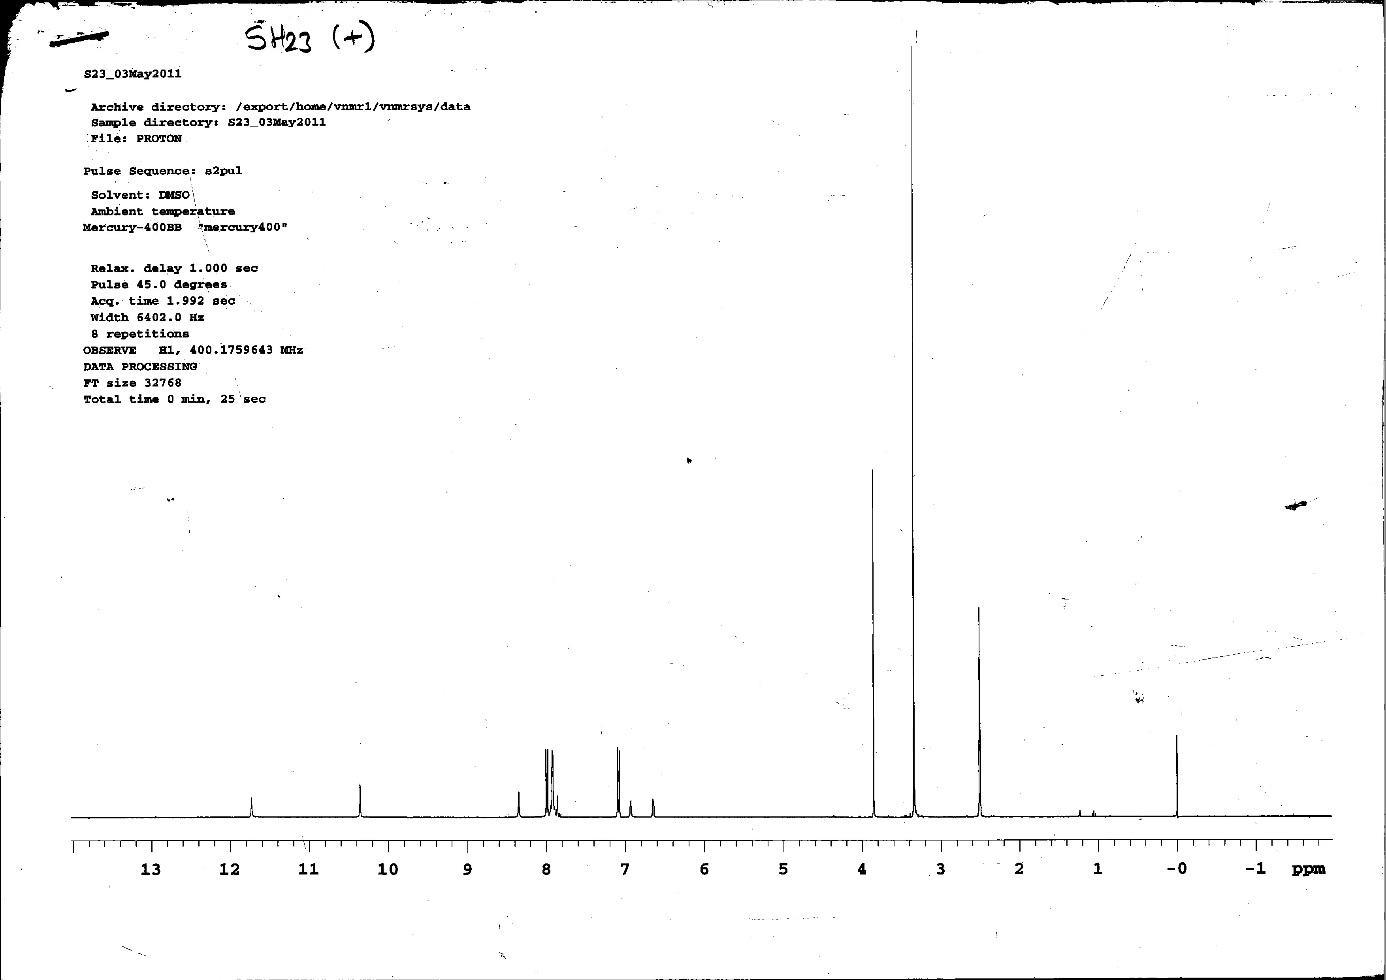 SH23 (+)
S23_03May2011
Archive directory: /export/home/vnmr1/vnmrsys/data
Sample directory: S23_03May2011
File: PROTON
Pulse Sequence: s2pul
Solvent: DMSO
Ambient temperature
Mercury-400BB "mercury400"
Relax. delay 1.000 sec
Pulse 45.0 degrees
Acq. time 1.992 sec
Width 6402.0 Hz
8 repetitions
OBSERVE H1, 400.1759643 MHz
DATA PROCESSING
FT size 32768
Total time 0 min, 25 sec
13 12 11 10 9 8 7 6 5 4 3 2 1 -0 -1 ppm